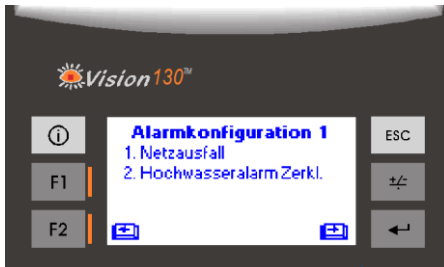 Vision130™
i
Alarmkonfiguration 1
ESC
1. Netzausfall
F1
2. Hochwasseralarm Zerkl.
+/-
F2